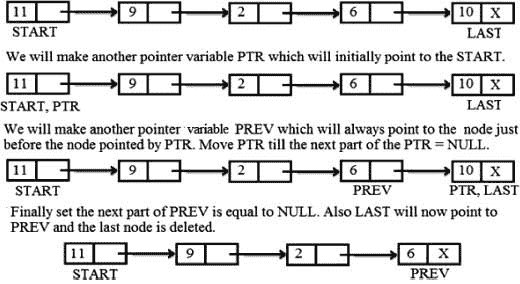 11 9 2 6 10 X
START LAST
We will make another pointer variable PTR which will initially point to the START.
11 9 2 6 10 X
START, PTR LAST
We will make another pointer variable PREV which will always point to the node just
before the node pointed by PTR. Move PTR till the next part of the PTR = NULL.
11 9 2 6 10 X
START PREV PTR, LAST
Finally set the next part of PREV is equal to NULL. Also LAST will now point to
PREV and the last node is deleted.
11 9 2 6 X
START PREV